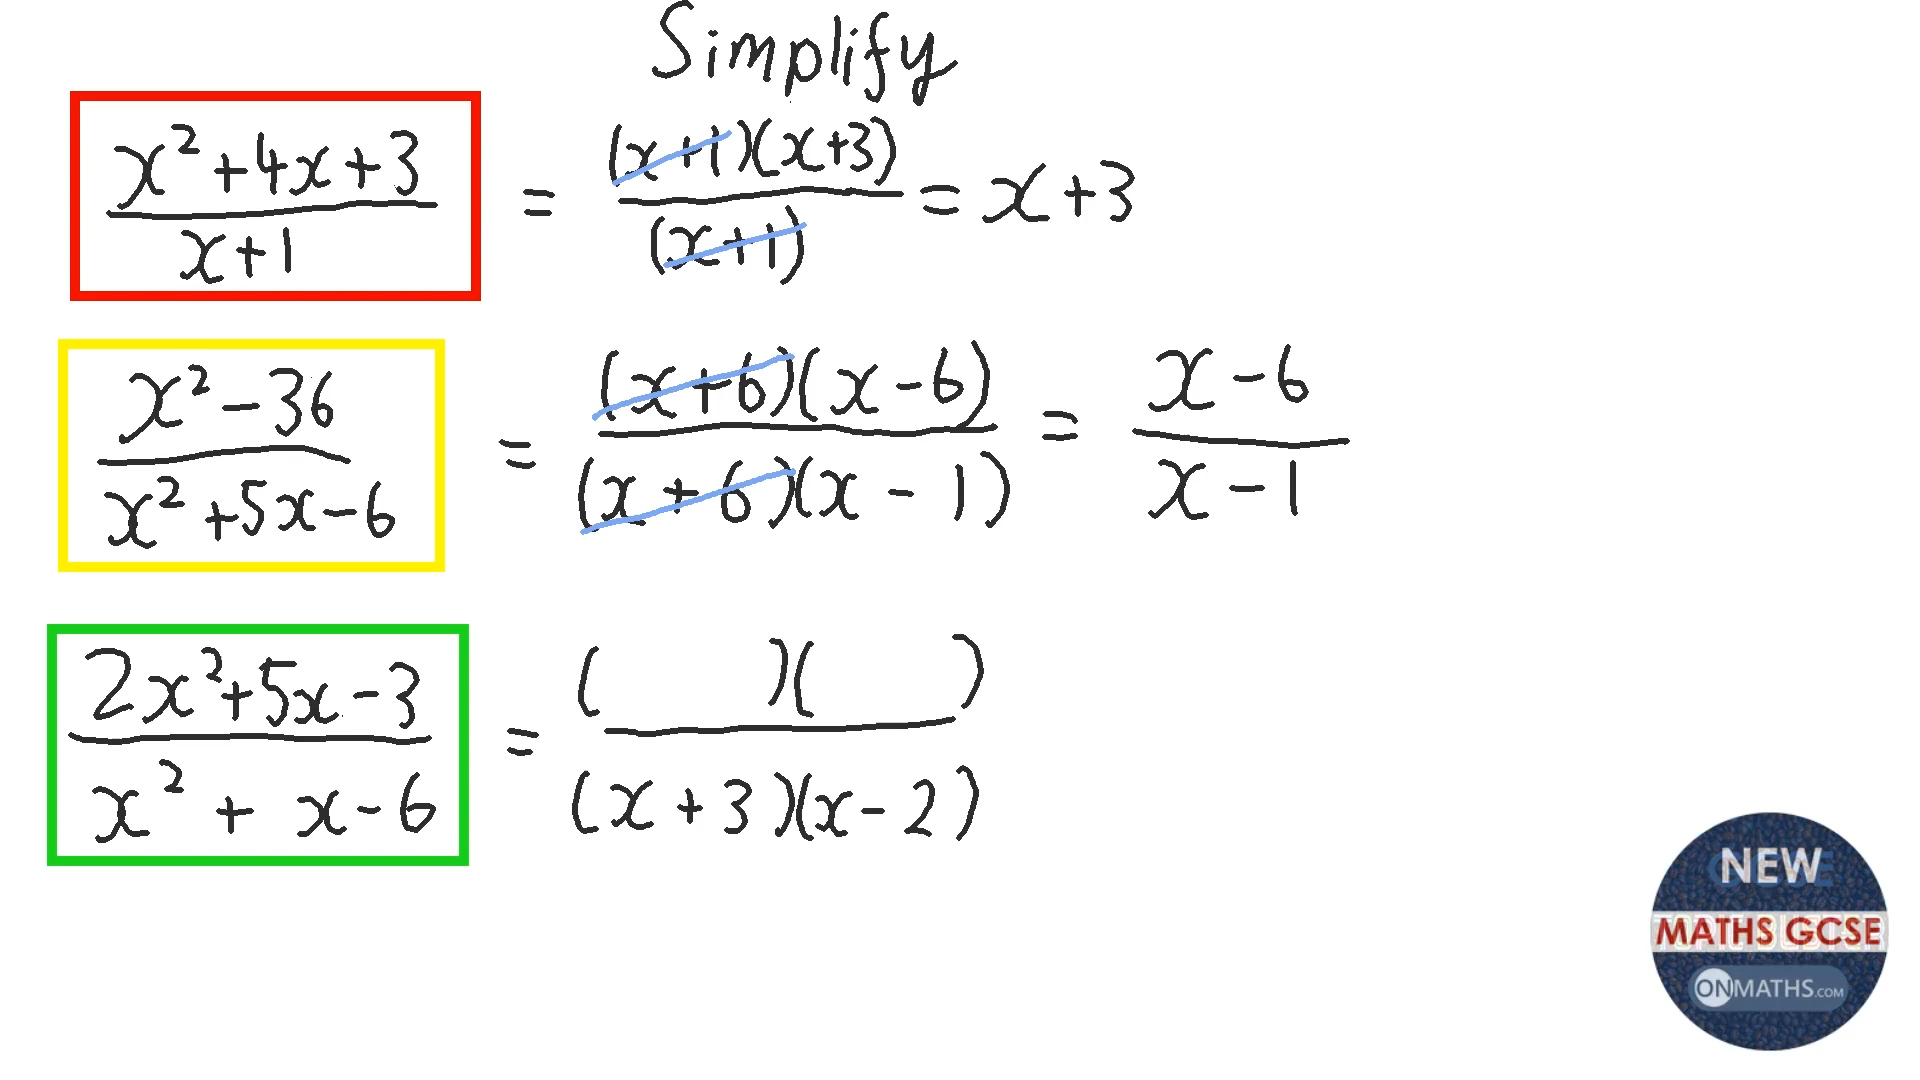 Simplify
x²+4x+3 / x+1 = (x+1)(x+3) / (x+1) = x+3
x²-36 / x²+5x-6 = (x+6)(x-6) / (x+6)(x-1) = x-6 / x-1
2x²+5x-3 / x²+x-6 = ( )( ) / (x+3)(x-2)
NEW
MATHS GCSE
ONMATHS.COM